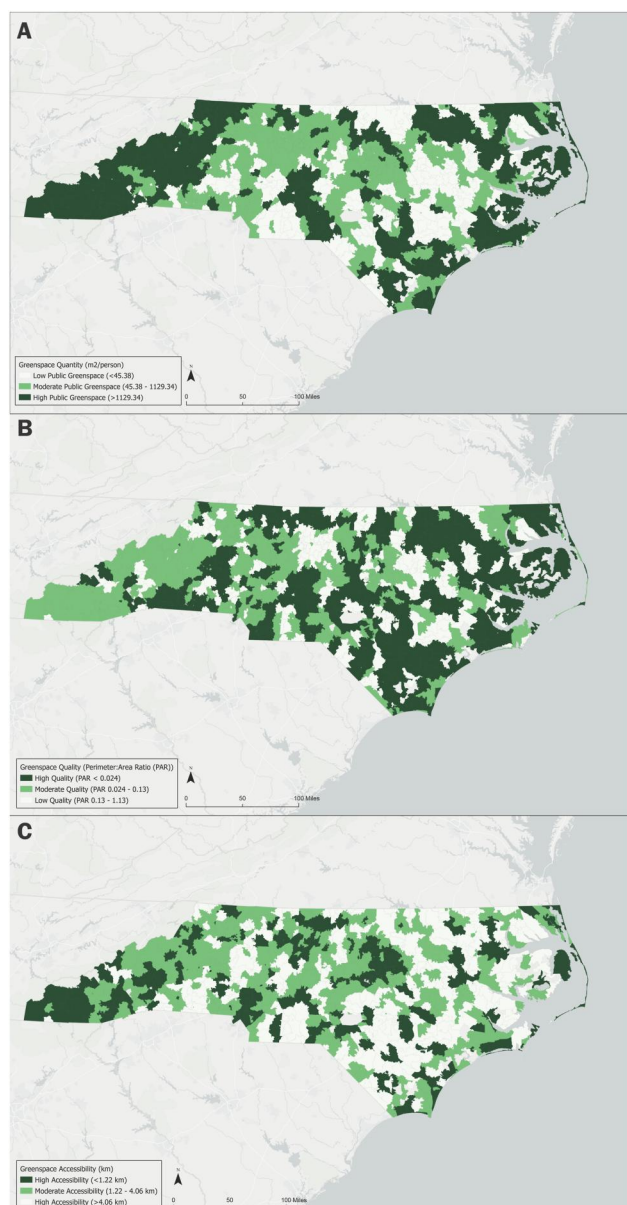 A
N
Greenspace Quantity (m2/person)
Low Public Greenspace (<45.38)
Moderate Public Greenspace (45.38 - 1129.34)
High Public Greenspace (>1129.34)
0 50 100 Miles
B
N
Greenspace Quality (Perimeter:Area Ratio (PAR))
High Quality (PAR < 0.024)
Moderate Quality (PAR 0.024 - 0.13)
Low Quality (PAR 0.13 - 1.13)
0 50 100 Miles
C
N
Greenspace Accessibility (km)
High Accessibility (<1.22 km)
Moderate Accessibility (1.22 - 4.06 km)
High Accessibility (>4.06 km)
0 50 100 Miles